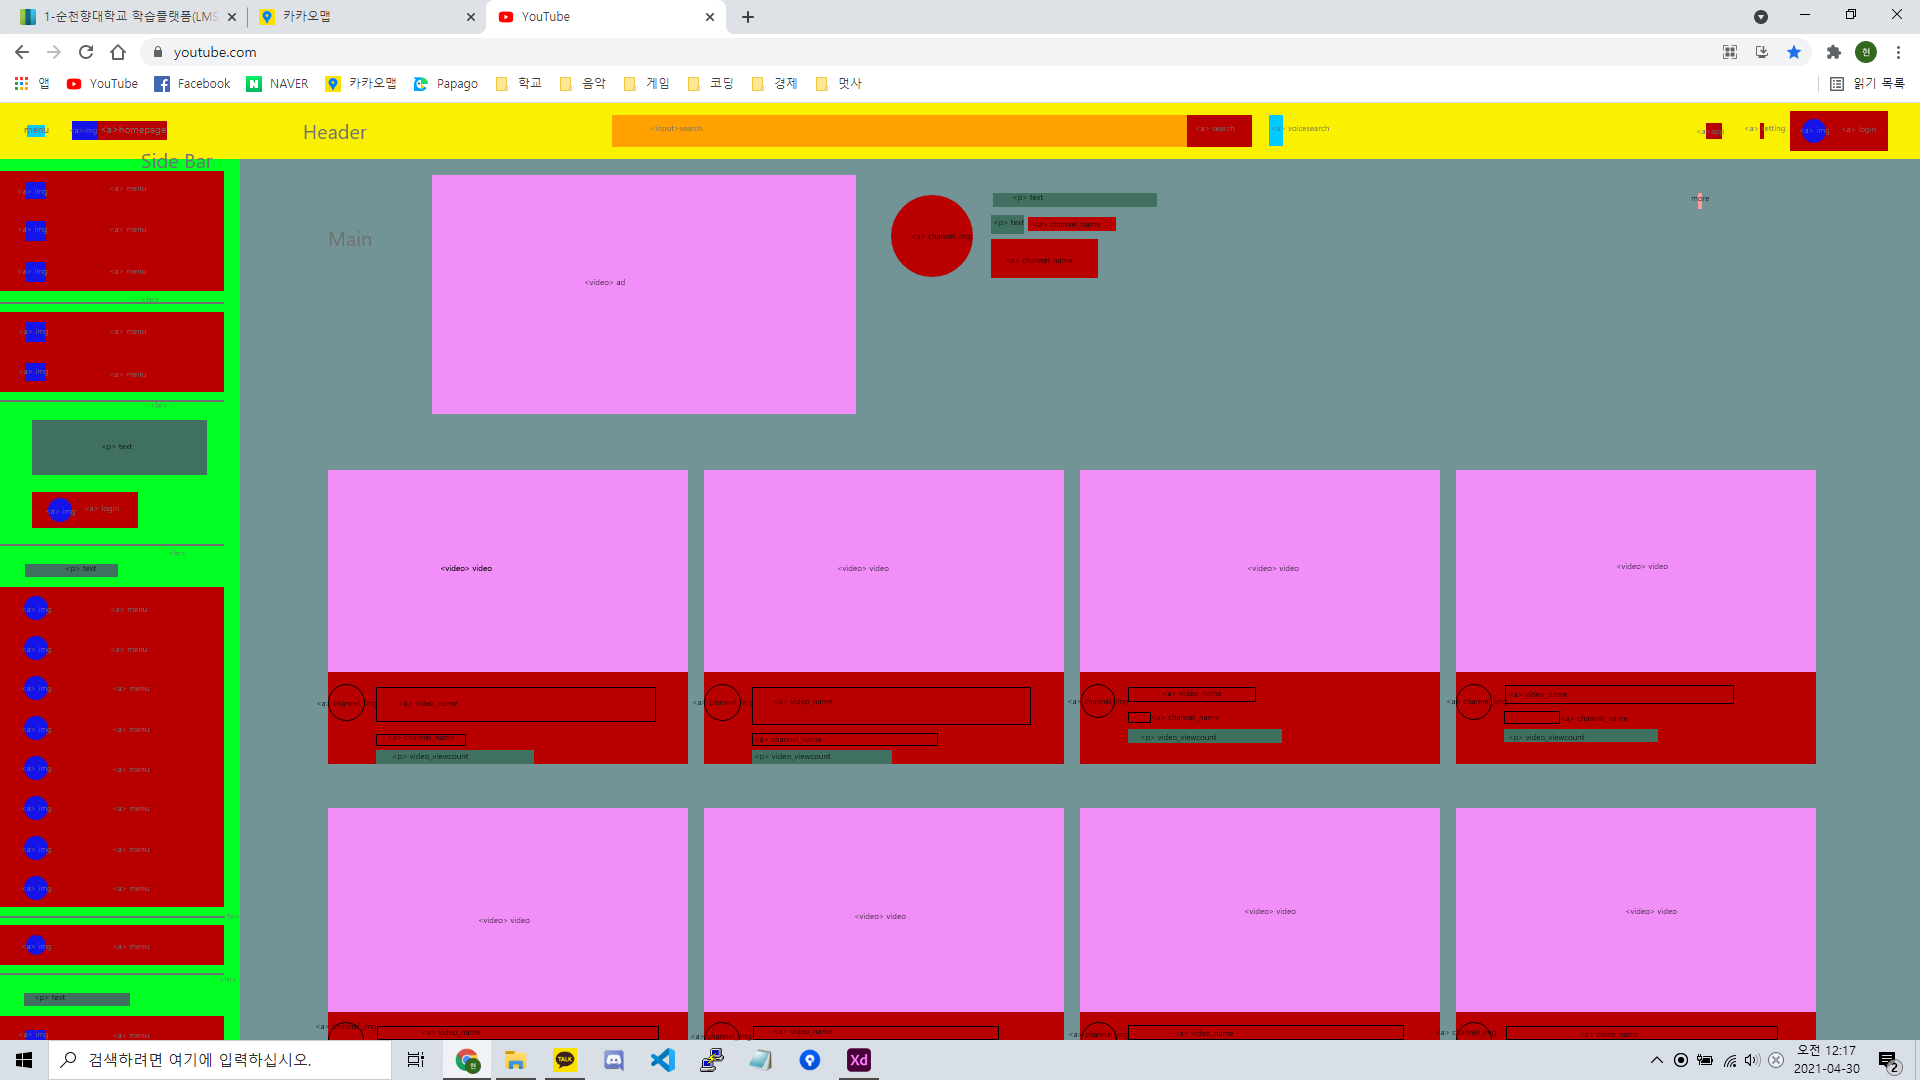 1-순천향대학교 학습플랫폼(LMS
카카오맵
YouTube
youtube.com
현
앱 YouTube Facebook NAVER 카카오맵 Papago 학교 음악 게임 코딩 경제 멋사 읽기 목록
menu <a>img <a>homepage Header <input>search <a> search <a> voicesearch <a>app <a> setting <a> img <a> login
Side Bar
<a> img <a> menu
<a> img <a> menu
<a> img <a> menu
<hr>
<a> img <a> menu
<a> img <a> menu
<hr>
<p> text
<a> img <a> login
<hr>
<p> text
<a> img <a> menu
<a> img <a> menu
<a> img <a> menu
<a> img <a> menu
<a> img <a> menu
<a> img <a> menu
<a> img <a> menu
<a> img <a> menu
<hr>
<a> img <a> menu
<hr>
<p> text
<a> img <a> menu
Main
<video> ad
<a> channel_img
<p> text
<p> text <a> channel_name
<a> channel_name
more
<video> video <video> video <video> video <video> video
<a> channel_img <a> video_name
<a> channel_name
<p> video_viewcount
<a> channel_img <a> video_name
<a> channel_name
<p> video_viewcount
<a> channel_img <a> video_name
<a> channel_name
<p> video_viewcount
<a> channel_img <a> video_name
<a> channel_name
<p> video_viewcount
<video> video <video> video <video> video <video> video
<a> channel_img <a> video_name
<a> channel_img <a> video_name
<a> channel_img <a> video_name
<a> channel_img <a> video_name
검색하려면 여기에 입력하십시오.
현
TALK
Xd
오전 12:17
2021-04-30
2